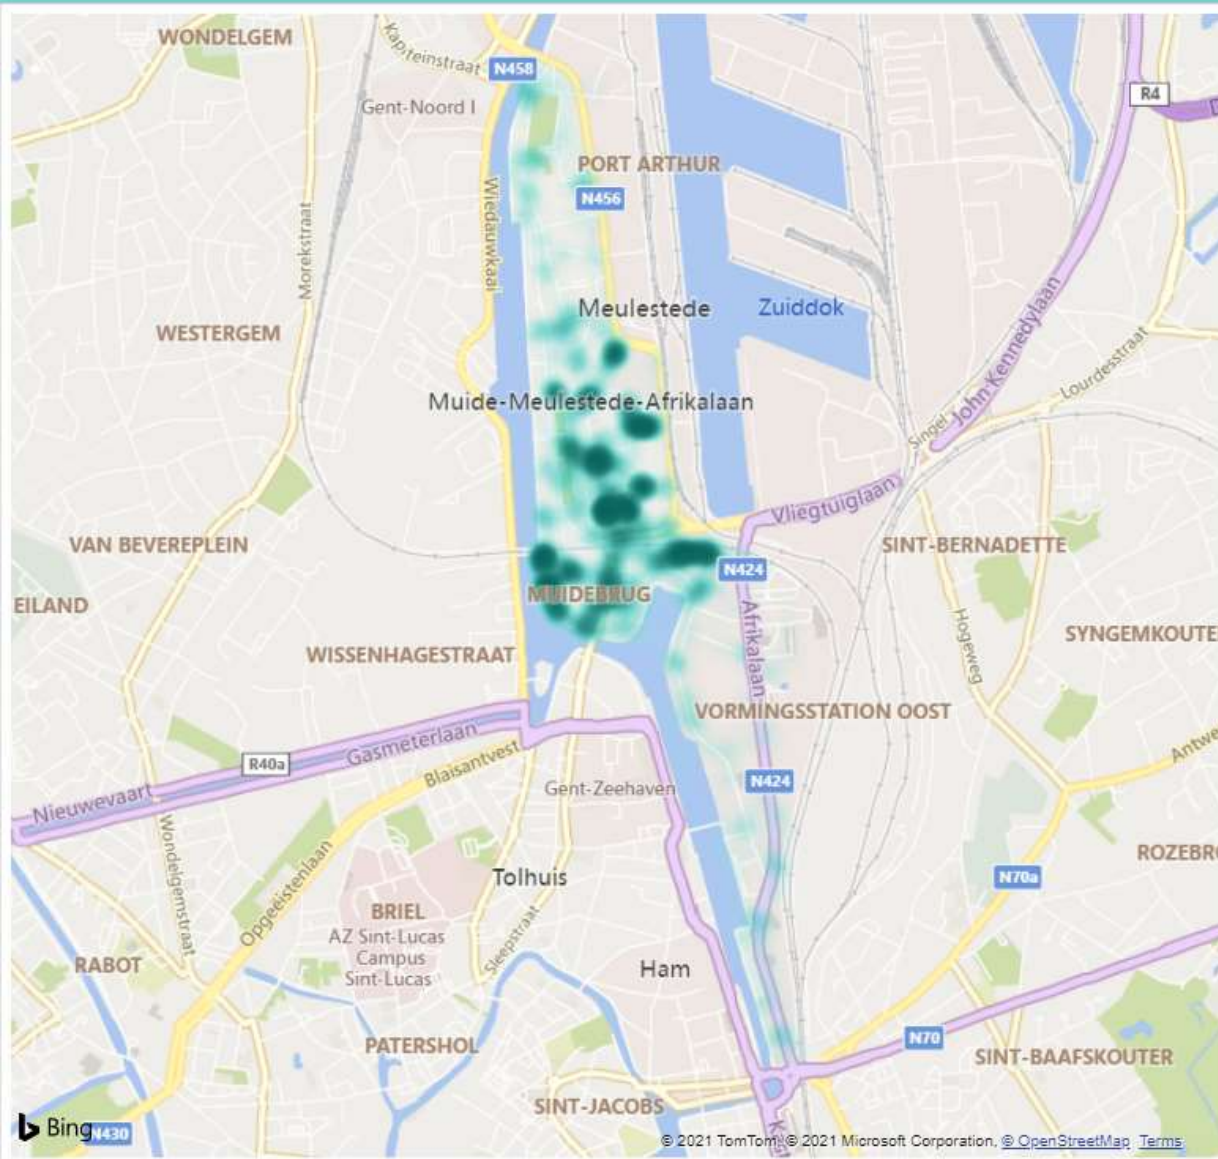 WONDELGEM
Kapiteinstraat
N458
Gent-Noord I
R4
PORT ARTHUR
N456
Wiedauwkaai
Morekstraat
Meulestede
Zuiddok
WESTERGEM
John Kennedylaan
Lourdesstraat
Muide-Meulestede-Afrikalaan
Singel
Vliegtuiglaan
VAN BEVEREPLEIN
SINT-BERNADETTE
N424
EILAND
MUIDEBRUG
Afrikalaan
Hogeweg
SYNGEMKOUTE
WISSENHAGESTRAAT
VORMINGSSTATION OOST
Gasmeterlaan
R40a
Blaisantvest
Antwe
N424
Gent-Zeehaven
Nieuwevaart
Wondelgemstraat
Opgeëistenlaan
ROZEBR
Tolhuis
N70a
BRIEL
AZ Sint-Lucas
Campus
Sint-Lucas
Sleepstraat
RABOT
Ham
PATERSHOL
N70
SINT-BAAFSKOUTER
SINT-JACOBS
Bing
N430
© 2021 TomTom, © 2021 Microsoft Corporation, © OpenStreetMap Terms